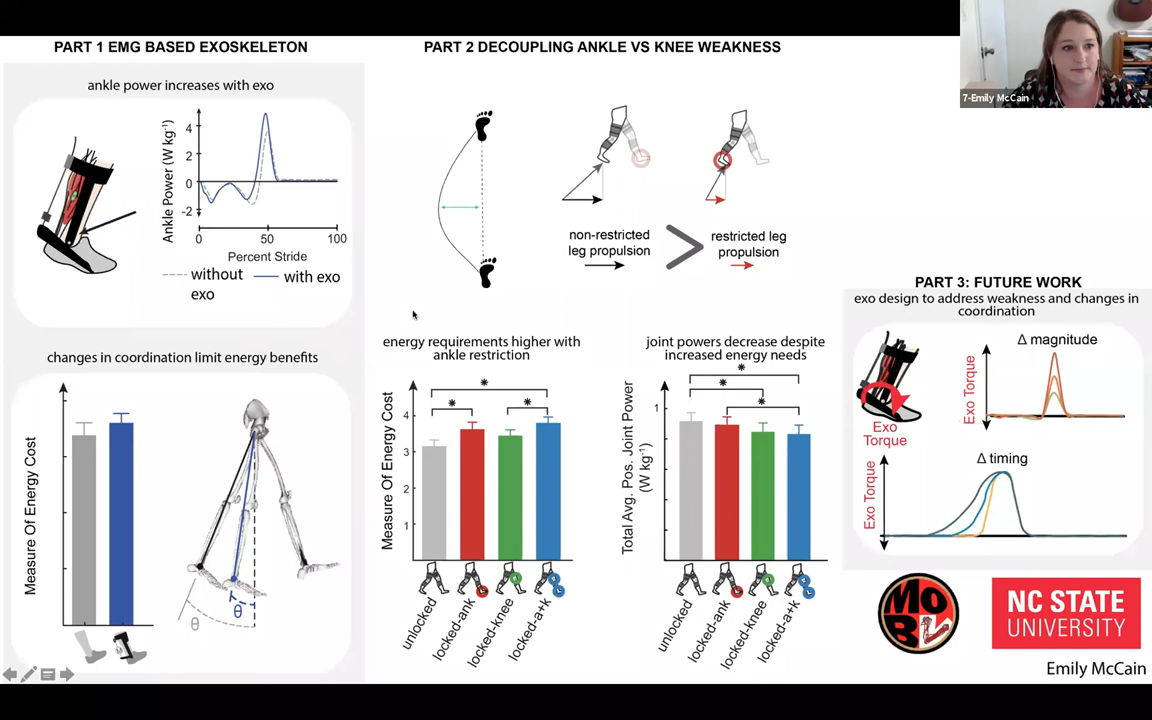 PART 1 EMG BASED EXOSKELETON
ankle power increases with exo
Ankle Power (W kg⁻¹)
4
2
0
-2
0
50
100
Percent Stride
without
exo
with exo
changes in coordination limit energy benefits
Measure Of Energy Cost
θ
θ
PART 2 DECOUPLING ANKLE VS KNEE WEAKNESS
non-restricted
leg propulsion
>
restricted leg
propulsion
energy requirements higher with
ankle restriction
Measure Of Energy Cost
4
3
2
1
*
*
*
unlocked
locked-ank
locked-knee
locked-a+k
joint powers decrease despite
increased energy needs
Total Avg. Pos. Joint Power
(W kg⁻¹)
1
*
*
*
unlocked
locked-ank
locked-knee
locked-a+k
7-Emily McCain
PART 3: FUTURE WORK
exo design to address weakness and changes in
coordination
Exo
Torque
Δ magnitude
Exo Torque
Δ timing
Exo Torque
MOBL
NC STATE
UNIVERSITY
Emily McCain